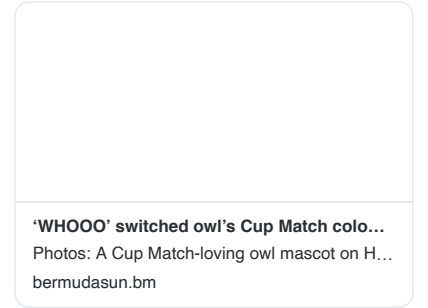 ‘WHOOO’ switched owl’s Cup Match colo…
Photos: A Cup Match-loving owl mascot on H…
bermudasun.bm